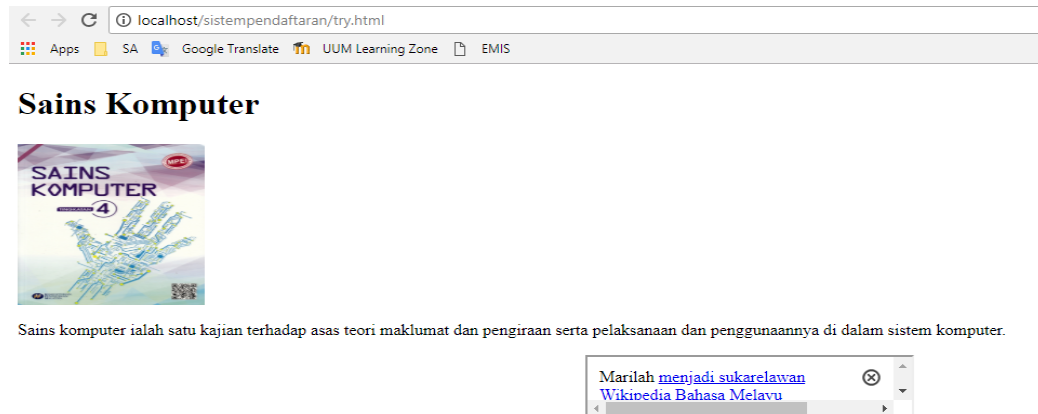 localhost/sistempendaftaran/try.html
Apps SA Google Translate UUM Learning Zone EMIS
Sains Komputer
MPEI
SAINS
KOMPUTER
TINGKATAN 4
Sains komputer ialah satu kajian terhadap asas teori maklumat dan pengiraan serta pelaksanaan dan penggunaannya di dalam sistem komputer.
Marilah menjadi sukarelawan
Wikipedia Bahasa Melayu